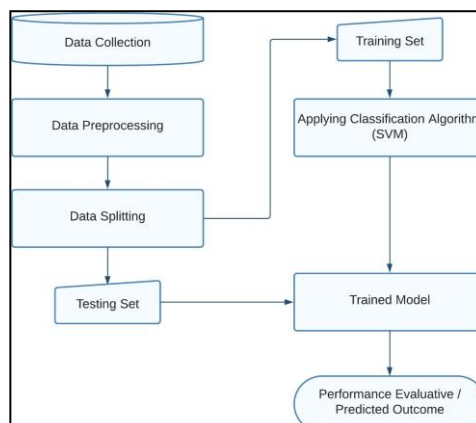 Data Collection
Training Set
Data Preprocessing
Applying Classification Algorithm
(SVM)
Data Splitting
Testing Set
Trained Model
Performance Evaluative /
Predicted Outcome